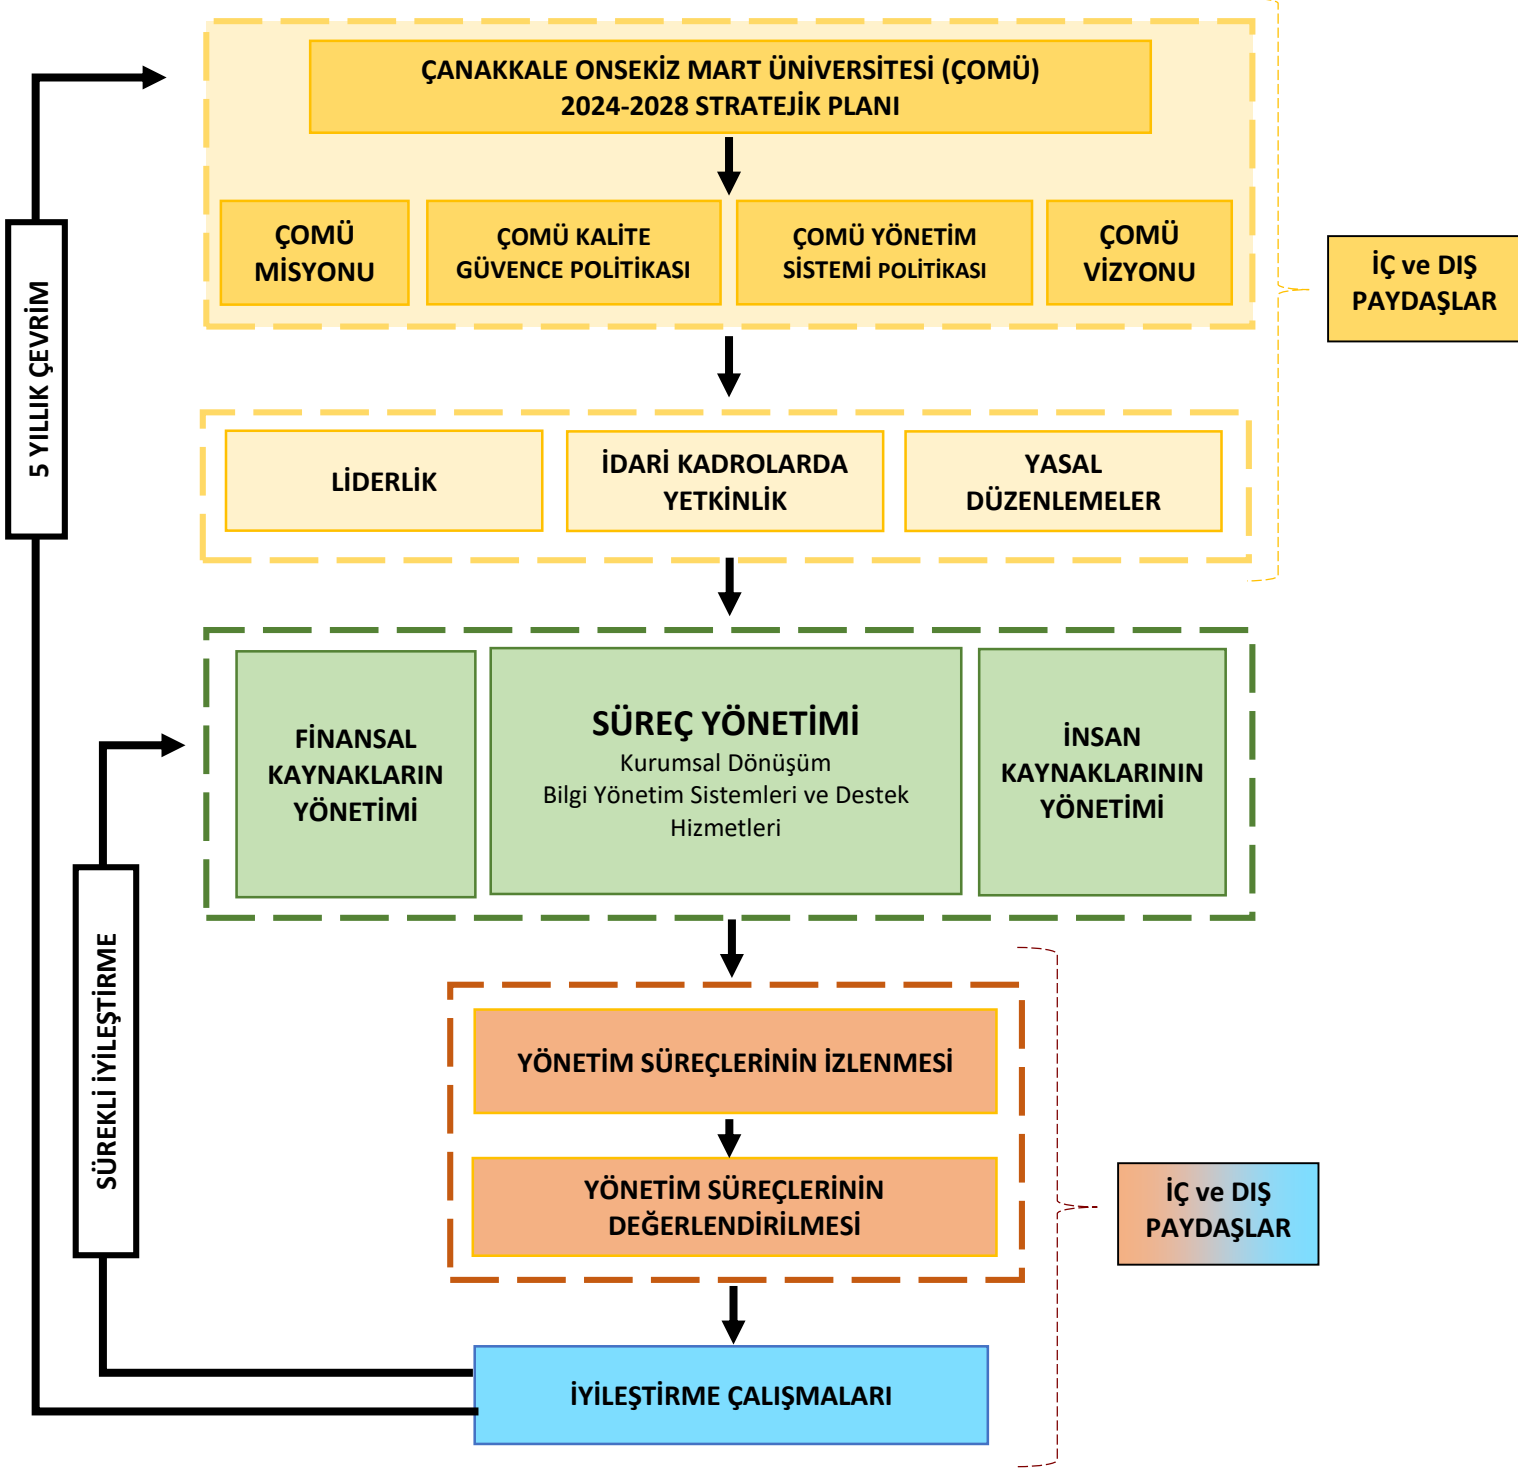 ÇANAKKALE ONSEKİZ MART ÜNİVERSİTESİ (ÇOMÜ)
2024-2028 STRATEJİK PLANI
ÇOMÜ
MİSYONU
ÇOMÜ KALİTE
GÜVENCE POLİTİKASI
ÇOMÜ YÖNETİM
SİSTEMİ POLİTİKASI
ÇOMÜ
VİZYONU
İÇ ve DIŞ
PAYDAŞLAR
5 YILLIK ÇEVRİM
LİDERLİK
İDARİ KADROLARDA
YETKİNLİK
YASAL
DÜZENLEMELER
FİNANSAL
KAYNAKLARIN
YÖNETİMİ
SÜREÇ YÖNETİMİ
Kurumsal Dönüşüm
Bilgi Yönetim Sistemleri ve Destek
Hizmetleri
İNSAN
KAYNAKLARININ
YÖNETİMİ
SÜREKLİ İYİLEŞTİRME
YÖNETİM SÜREÇLERİNİN İZLENMESİ
YÖNETİM SÜREÇLERİNİN
DEĞERLENDİRİLMESİ
İÇ ve DIŞ
PAYDAŞLAR
İYİLEŞTİRME ÇALIŞMALARI